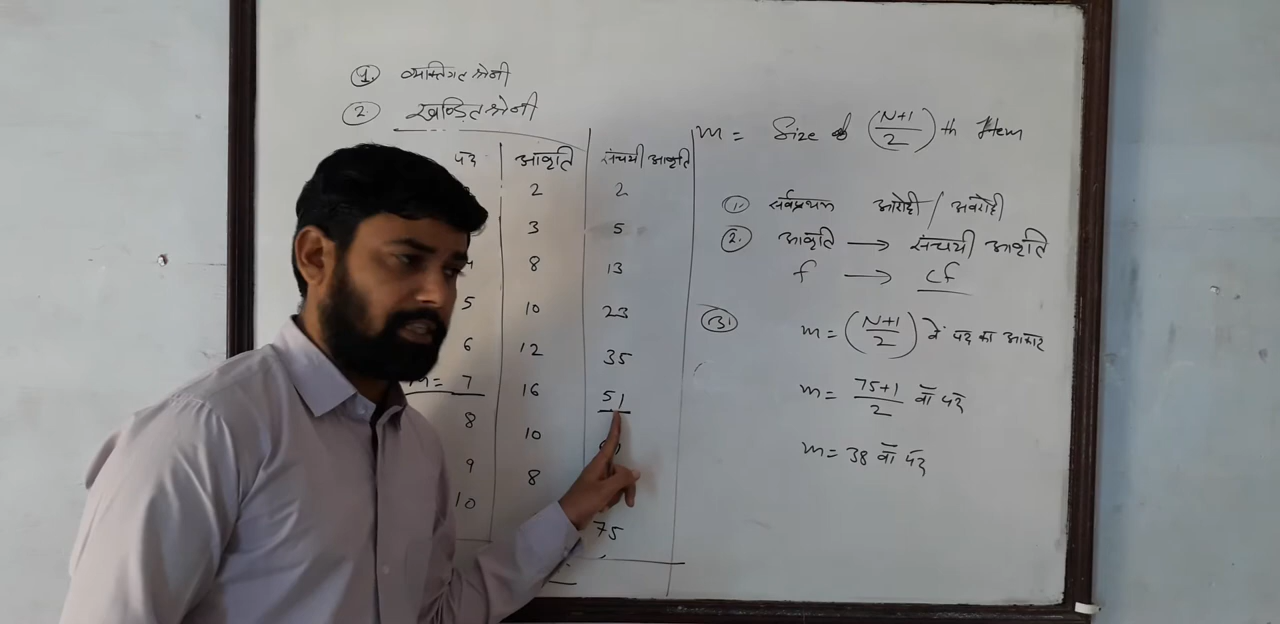 1. व्यक्तिगत श्रेणी
2. खण्डित श्रेणी
पद आवृति संचयी आवृति
2 2
3 5
8 13
5 10 23
6 12 35
m = 7 16 51
8 10
9 8
10
75
m = Size of (N+1/2) th Item
1. सर्वप्रथम आरोही / अवरोही
2. आवृति → संचयी आवृति
f → cf
3. m = (N+1/2) वें पद का आकार
m = 75+1/2 वाँ पद
m = 38 वाँ पद